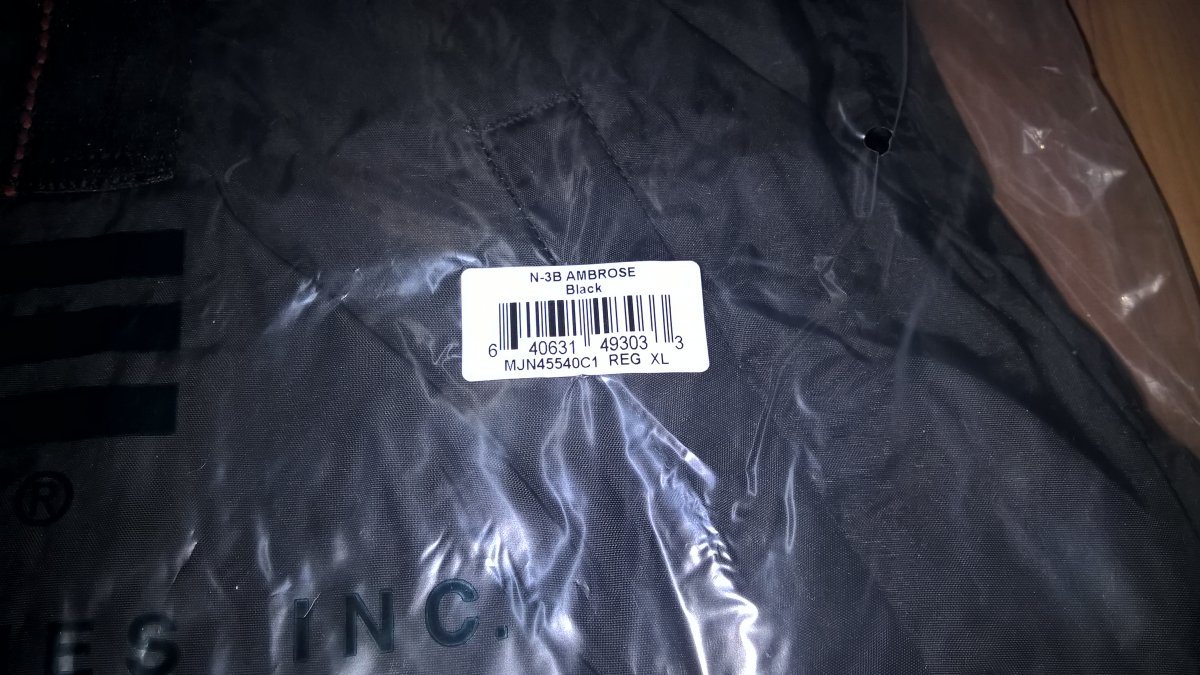 N-3B AMBROSE
Black
6 40631 49303 3
MJN45540C1 REG XL
®
ES INC.